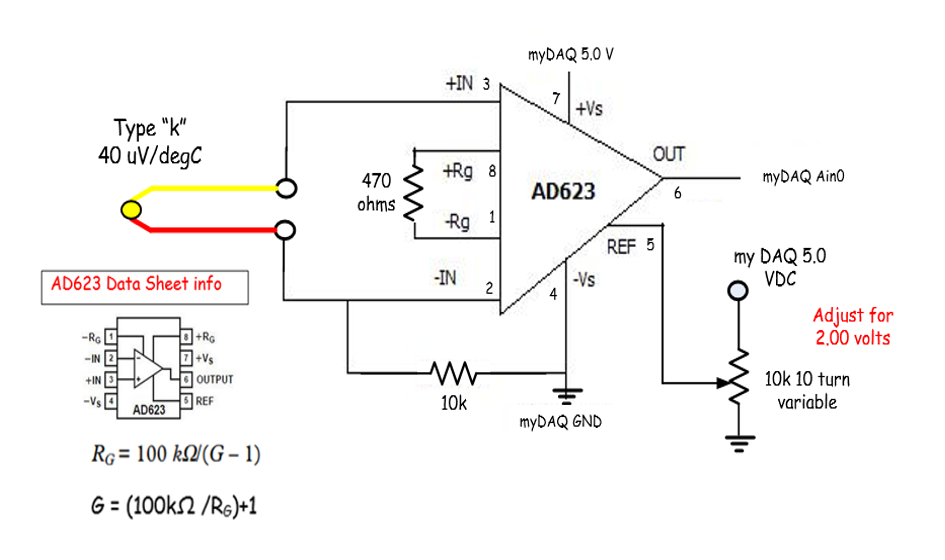 myDAQ 5.0 V
+IN 3
7
+Vs
Type "k"
40 uV/degC
OUT
470
ohms
+Rg 8
AD623
myDAQ Ain0
6
-Rg 1
REF 5
my DAQ 5.0
VDC
-IN
2
4
-Vs
AD623 Data Sheet info
Adjust for
2.00 volts
-RG 1
8 +RG
-IN 2
7 +VS
+IN 3
6 OUTPUT
-VS 4
5 REF
AD623
10k
10k 10 turn
variable
myDAQ GND
RG = 100 kΩ/(G – 1)
G = (100kΩ /RG)+1